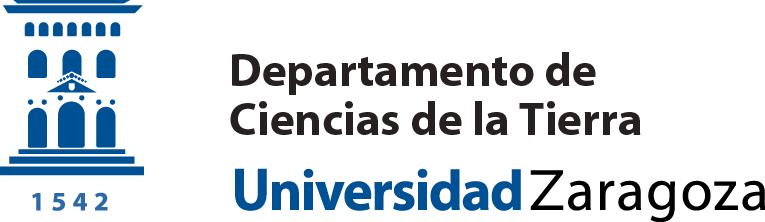 Departamento de
Ciencias de la Tierra
Universidad Zaragoza
1542